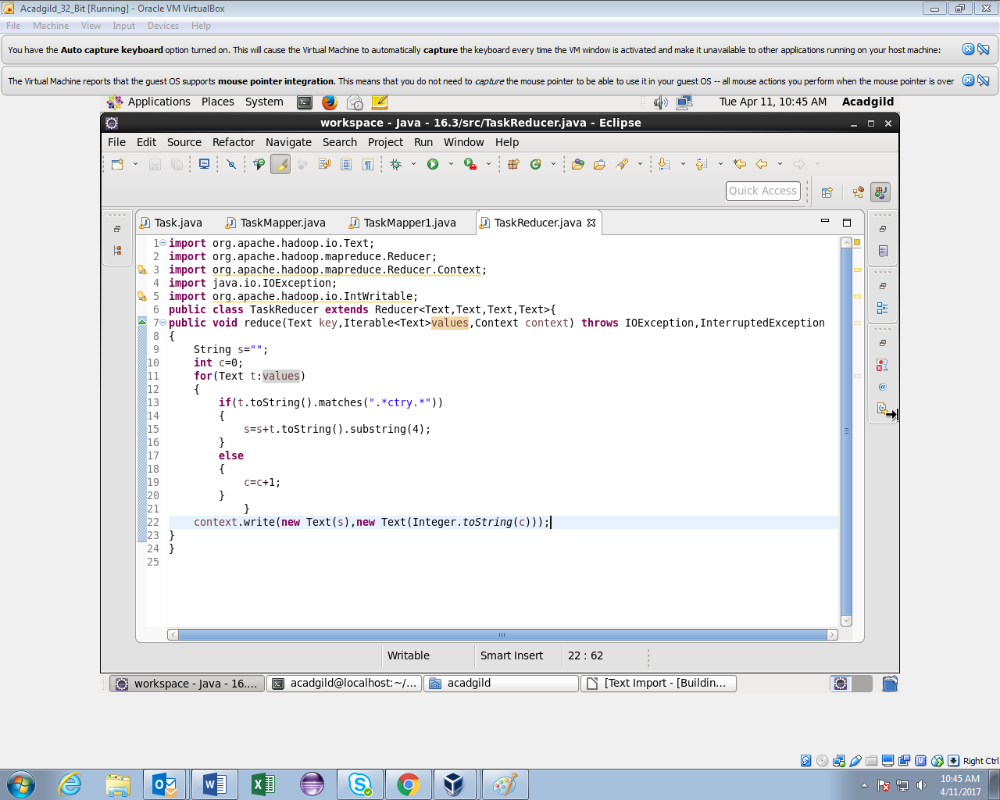 Acadgild_32_Bit [Running] - Oracle VM VirtualBox
File Machine View Input Devices Help
You have the Auto capture keyboard option turned on. This will cause the Virtual Machine to automatically capture the keyboard every time the VM window is activated and make it unavailable to other applications running on your host machine:
The Virtual Machine reports that the guest OS supports mouse pointer integration. This means that you do not need to capture the mouse pointer to be able to use it in your guest OS -- all mouse actions you perform when the mouse pointer is over
Applications Places System Tue Apr 11, 10:45 AM Acadgild
workspace - Java - 16.3/src/TaskReducer.java - Eclipse
File Edit Source Refactor Navigate Search Project Run Window Help
Quick Access
Task.java TaskMapper.java TaskMapper1.java TaskReducer.java
1 import org.apache.hadoop.io.Text;
2 import org.apache.hadoop.mapreduce.Reducer;
3 import org.apache.hadoop.mapreduce.Reducer.Context;
4 import java.io.IOException;
5 import org.apache.hadoop.io.IntWritable;
6 public class TaskReducer extends Reducer<Text,Text,Text,Text>{
7 public void reduce(Text key,Iterable<Text>values,Context context) throws IOException,InterruptedException
8 {
9 String s="";
10 int c=0;
11 for(Text t:values)
12 {
13 if(t.toString().matches(".*ctry.*"))
14 {
15 s=s+t.toString().substring(4);
16 }
17 else
18 {
19 c=c+1;
20 }
21 }
22 context.write(new Text(s),new Text(Integer.toString(c)));
23 }
24 }
25
Writable Smart Insert 22 : 62
workspace - Java - 16.... acadgild@localhost:~/... acadgild [Text Import - [Buildin...
Right Ctrl
10:45 AM
4/11/2017